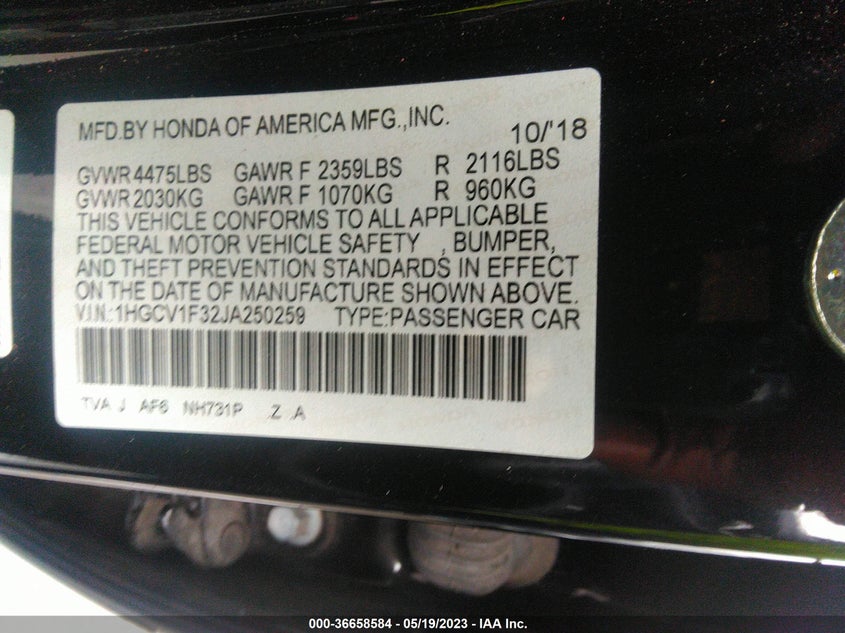 MFD.BY HONDA OF AMERICA MFG.,INC. 10/'18
GVWR 4475LBS GAWR F 2359LBS R 2116LBS
GVWR 2030KG GAWR F 1070KG R 960KG
THIS VEHICLE CONFORMS TO ALL APPLICABLE
FEDERAL MOTOR VEHICLE SAFETY , BUMPER,
AND THEFT PREVENTION STANDARDS IN EFFECT
ON THE DATE OF MANUFACTURE SHOWN ABOVE.
V.I.N.:1HGCV1F32JA250259 TYPE:PASSENGER CAR
TVA J AF6 NH731P Z A
000-36658584 - 05/19/2023 - IAA Inc.